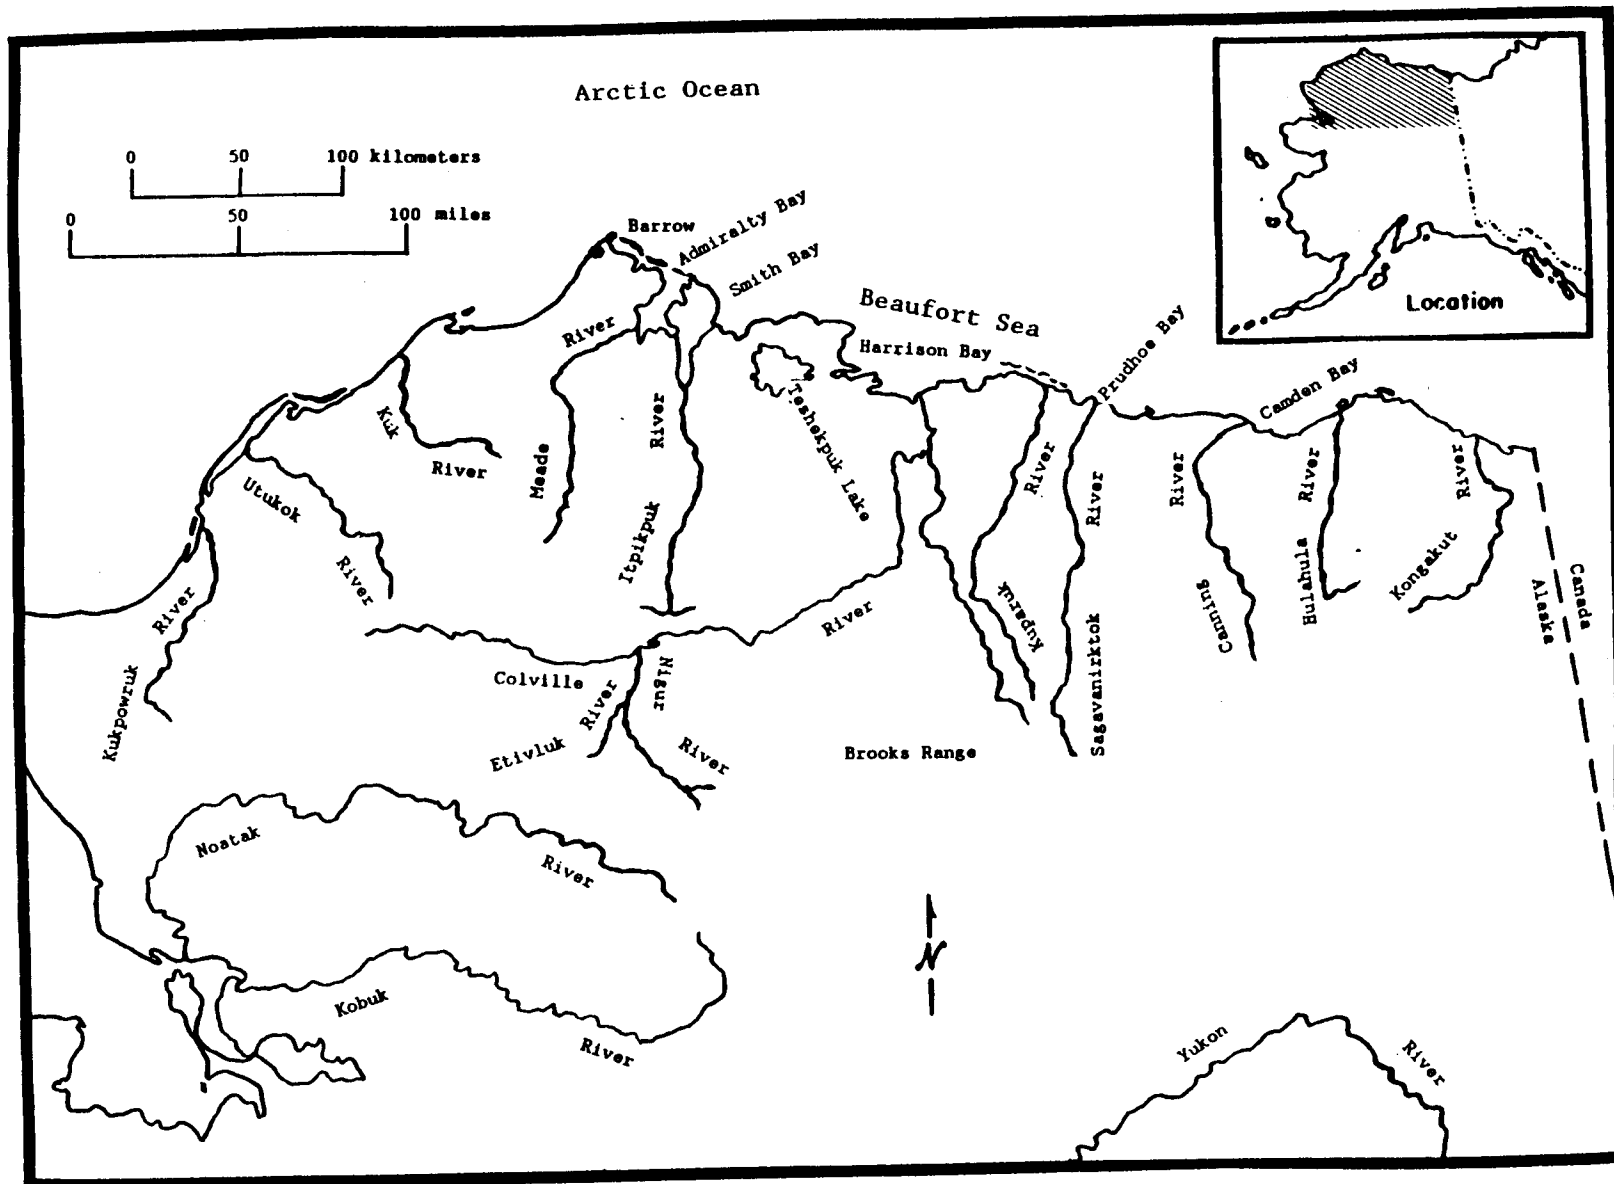 Arctic Ocean
0 50 100 kilometers
0 50 100 miles
Location
Barrow
Admiralty Bay
Smith Bay
Beaufort Sea
Harrison Bay
Prudhoe Bay
Camden Bay
Teshekpuk Lake
Kuk
River
Utukok
River
Kukpowruk
River
Meade
River
Itpikpuk
River
Colville
River
Etivluk
River
Nigur
River
Kuparuk
River
Sagavanirktok
River
Canning
River
Hulahula
River
Kongakut
River
Canada
Alaska
Brooks Range
Noatak
River
Kobuk
River
N
Yukon
River